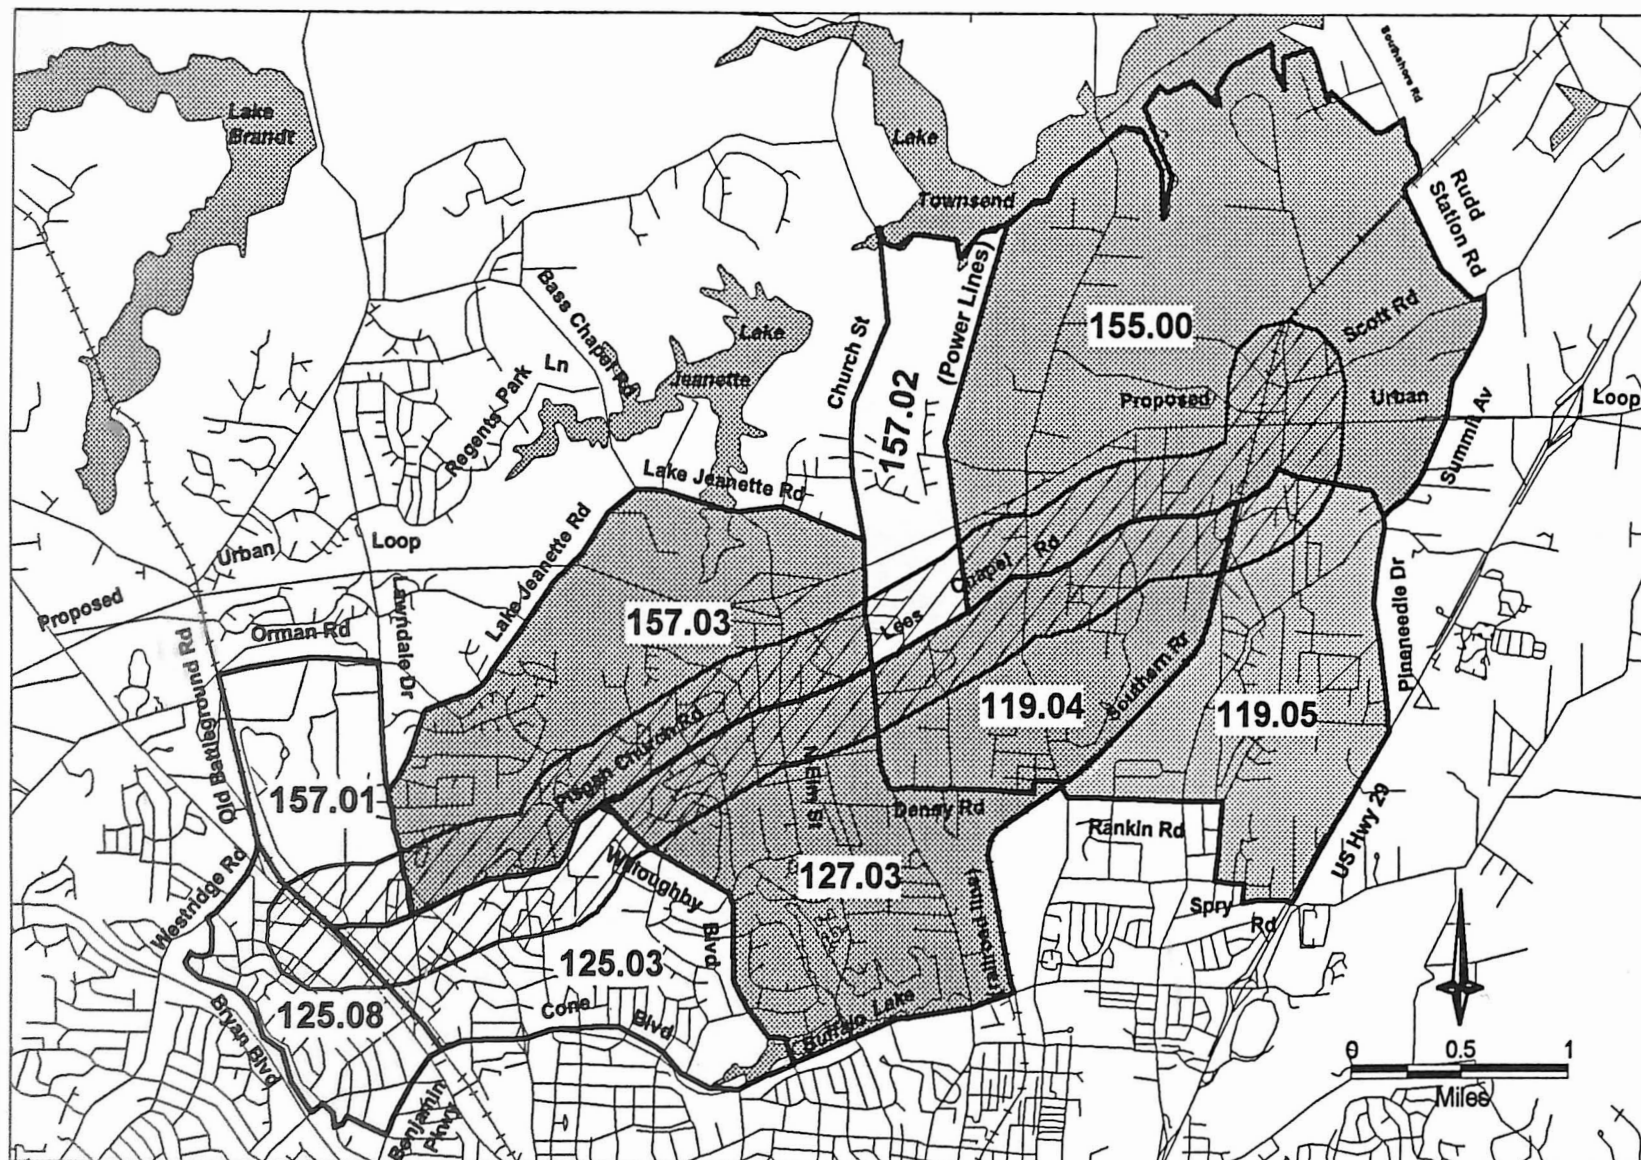 Southshore Rd
Lake
Brandt
Lake
Townsend
Rudd
Station Rd
Bass Chapel Rd
(Power Lines)
Church St
155.00
Scott Rd
Lake
Jeanette
Regents Park
Ln
157.02
Proposed
Urban
Loop
Summit Av
Lake Jeanette Rd
Lake Jeanette Rd
Urban
Loop
Proposed
Orman Rd
Lawndale Dr
Old Battleground Rd
157.03
Lees
Chapel
Rd
Pineneedle Dr
119.04
Southern Rr
119.05
Pisgah Church Rd
N Elm St
157.01
Denny Rd
Rankin Rd
US Hwy 29
Westridge Rd
Willoughby
Blvd
127.03
(abandoned
railroad)
Spry
Rd
125.03
Cone
Blvd
Buffalo Lake
125.08
Bryan Blvd
Benjamin
Pkwy
0 0.5 1
Miles